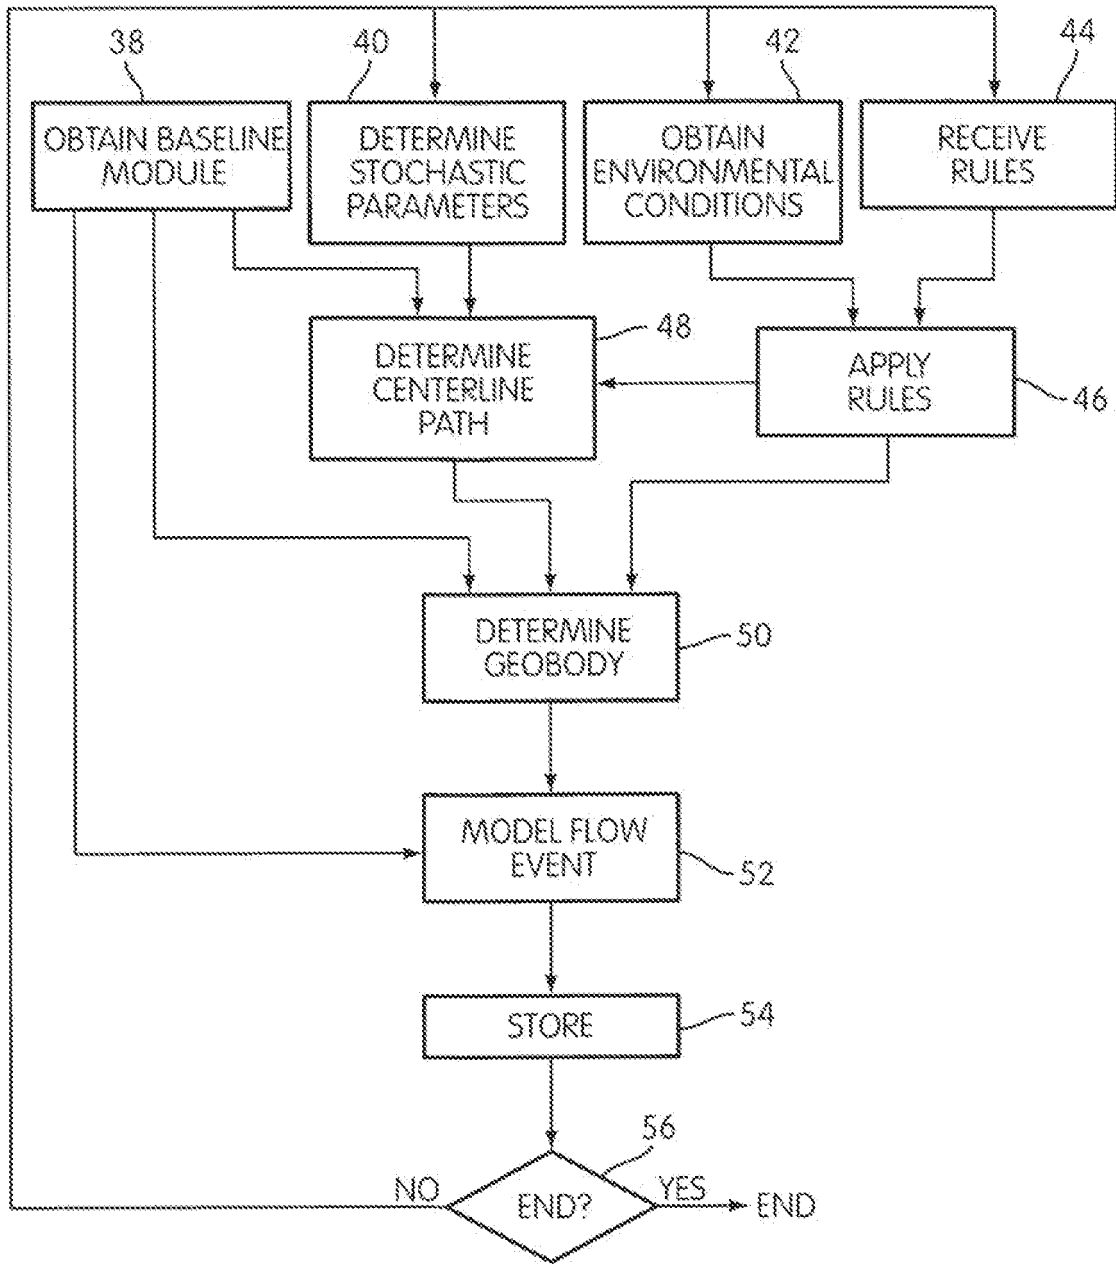 38
40
42
44
OBTAIN BASELINE
MODULE
DETERMINE
STOCHASTIC
PARAMETERS
OBTAIN
ENVIRONMENTAL
CONDITIONS
RECEIVE
RULES
48
DETERMINE
CENTERLINE
PATH
APPLY
RULES
46
DETERMINE
GEOBODY
50
MODEL FLOW
EVENT
52
STORE
54
56
NO
END?
YES
END